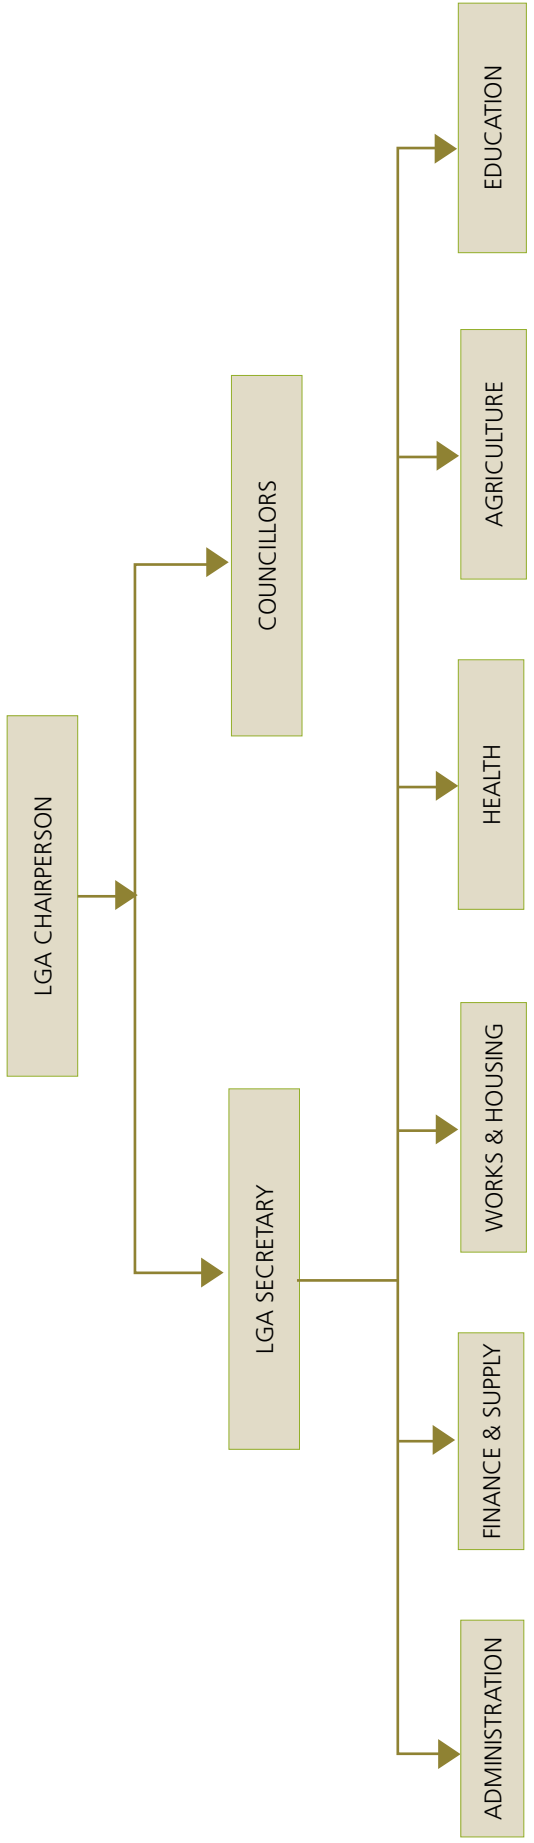 LGA CHAIRPERSON
LGA SECRETARY
COUNCILLORS
ADMINISTRATION
FINANCE & SUPPLY
WORKS & HOUSING
HEALTH
AGRICULTURE
EDUCATION